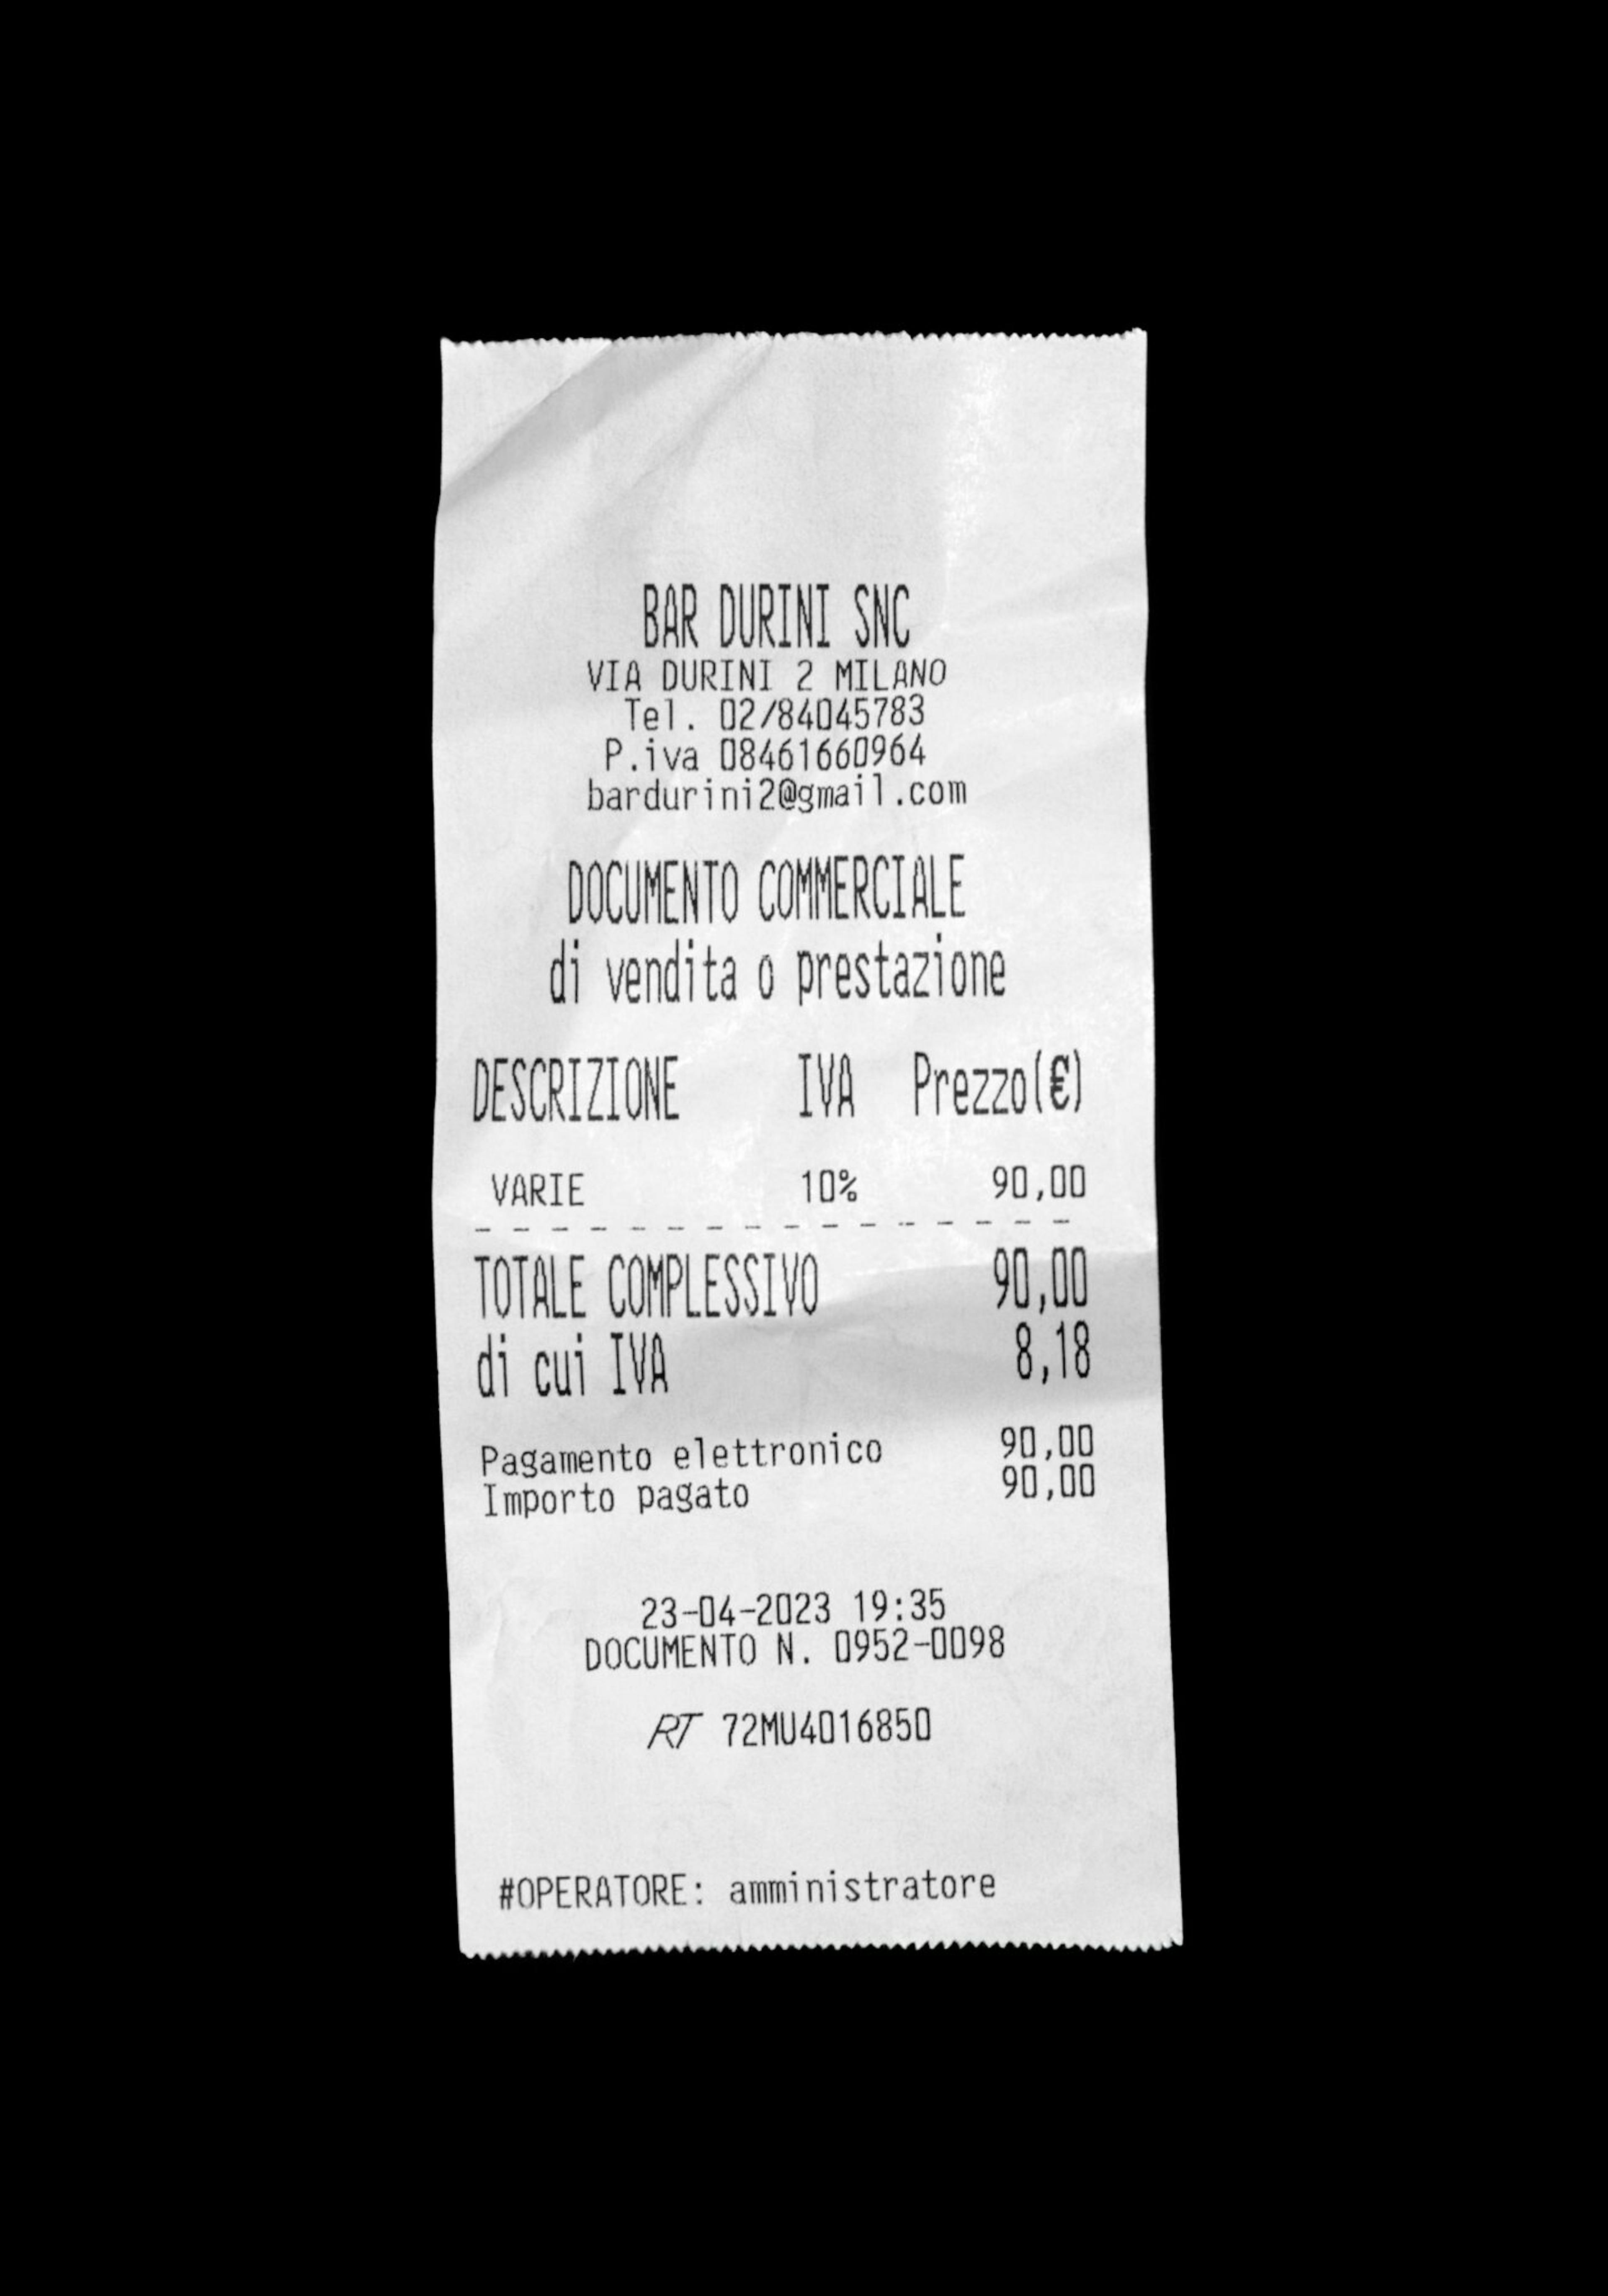 BAR DURINI SNC
VIA DURINI 2 MILANO
Tel. 02/84045783
P.iva 08461660964
bardurini2@gmail.com
DOCUMENTO COMMERCIALE
di vendita o prestazione
DESCRIZIONE IVA Prezzo(€)
VARIE 10% 90,00
TOTALE COMPLESSIVO 90,00
di cui IVA 8,18
Pagamento elettronico 90,00
Importo pagato 90,00
23-04-2023 19:35
DOCUMENTO N. 0952-0098
RT 72MU4016850
#OPERATORE: amministratore